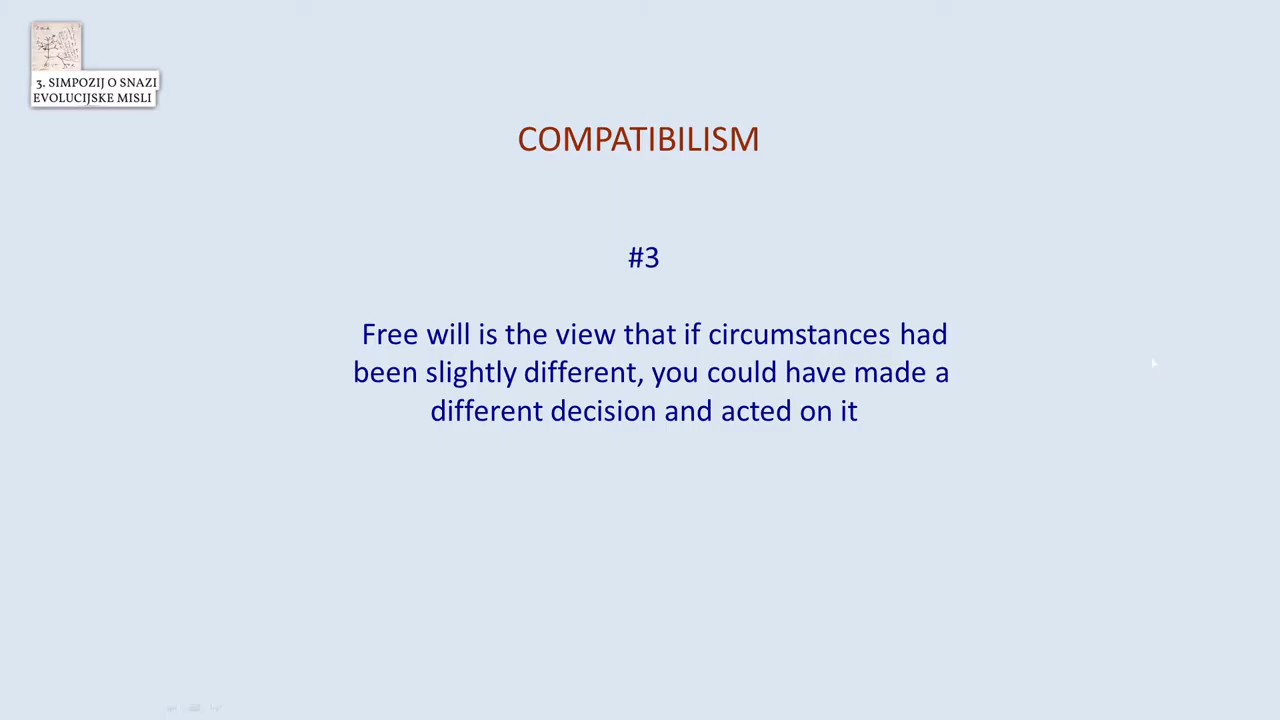 3. SIMPOZIJ O SNAZI
EVOLUCIJSKE MISLI
COMPATIBILISM
#3
Free will is the view that if circumstances had
been slightly different, you could have made a
different decision and acted on it